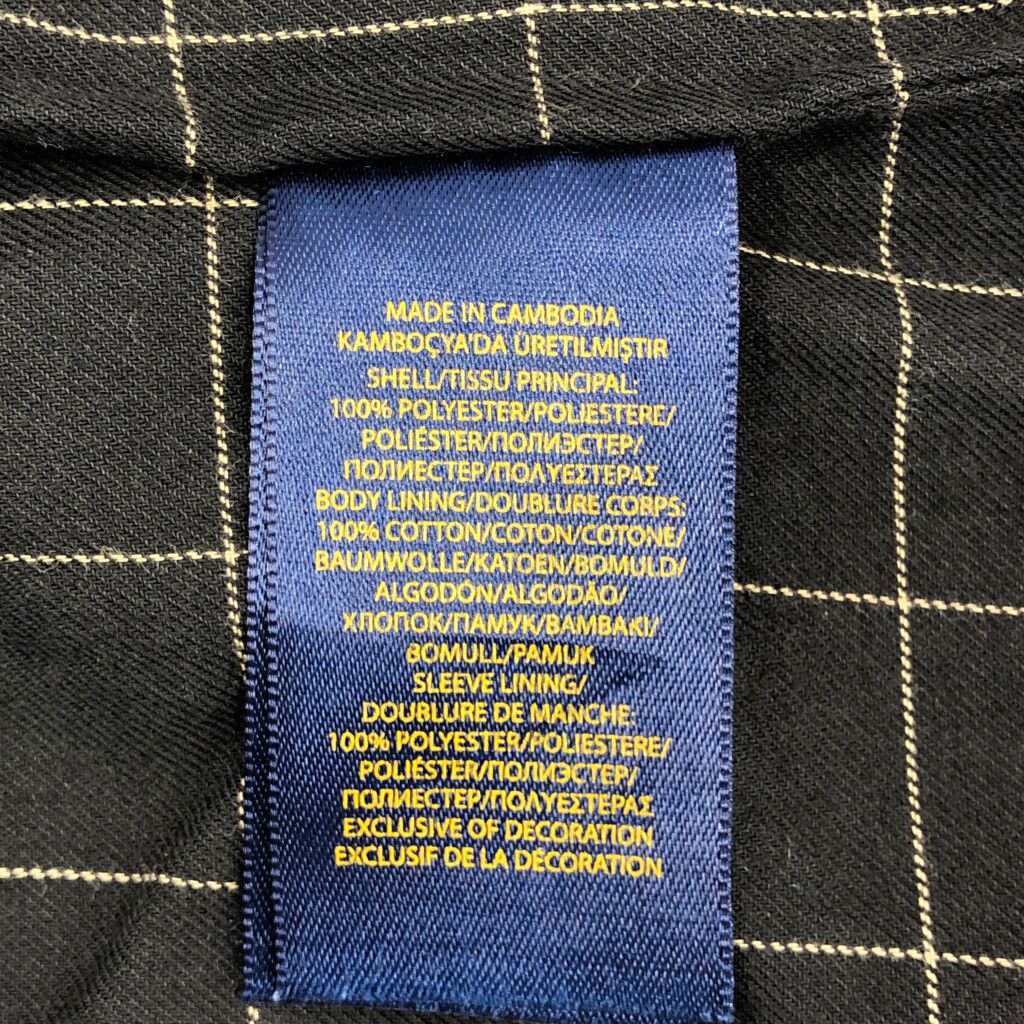 MADE IN CAMBODIA
KAMBOÇYA'DA ÜRETILMIŞTIR
SHELL/TISSU PRINCIPAL:
100% POLYESTER/POLIESTERE/
POLIÉSTER/ПОЛИЭСТЕР/
ПОЛИЕСТЕР/ΠΟΛΥΕΣΤΕΡΑΣ
BODY LINING/DOUBLURE CORPS:
100% COTTON/COTON/COTONE/
BAUMWOLLE/KATOEN/BOMULD/
ALGODÓN/ALGODÃO/
ХЛОПОК/ПАМУК/BAMBAKI/
BOMULL/PAMUK
SLEEVE LINING/
DOUBLURE DE MANCHE:
100% POLYESTER/POLIESTERE/
POLIÉSTER/ПОЛИЭСТЕР/
ПОЛИЕСТЕР/ΠΟΛΥΕΣΤΕΡΑΣ
EXCLUSIVE OF DECORATION
EXCLUSIF DE LA DÉCORATION